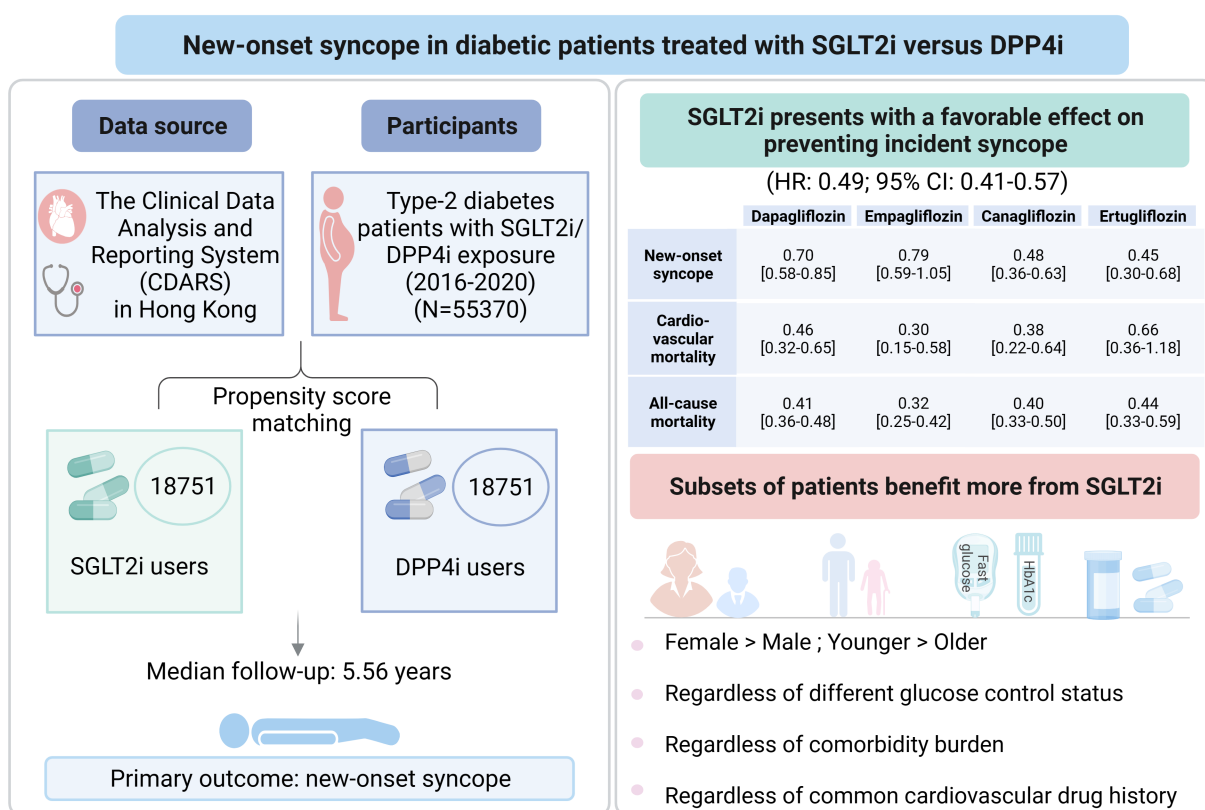 New-onset syncope in diabetic patients treated with SGLT2i versus DPP4i
Data source
Participants
The Clinical Data
Analysis and
Reporting System
(CDARS)
in Hong Kong
Type-2 diabetes
patients with SGLT2i/
DPP4i exposure
(2016-2020)
(N=55370)
Propensity score
matching
18751
SGLT2i users
18751
DPP4i users
Median follow-up: 5.56 years
Primary outcome: new-onset syncope
SGLT2i presents with a favorable effect on
preventing incident syncope
(HR: 0.49; 95% CI: 0.41-0.57)
Dapagliflozin Empagliflozin Canagliflozin Ertugliflozin
New-onset
syncope
0.70 0.79 0.48 0.45
[0.58-0.85] [0.59-1.05] [0.36-0.63] [0.30-0.68]
Cardio-
vascular
mortality
0.46 0.30 0.38 0.66
[0.32-0.65] [0.15-0.58] [0.22-0.64] [0.36-1.18]
All-cause
mortality
0.41 0.32 0.40 0.44
[0.36-0.48] [0.25-0.42] [0.33-0.50] [0.33-0.59]
Subsets of patients benefit more from SGLT2i
Fast
glucose
HbA1c
Female > Male ; Younger > Older
Regardless of different glucose control status
Regardless of comorbidity burden
Regardless of common cardiovascular drug history